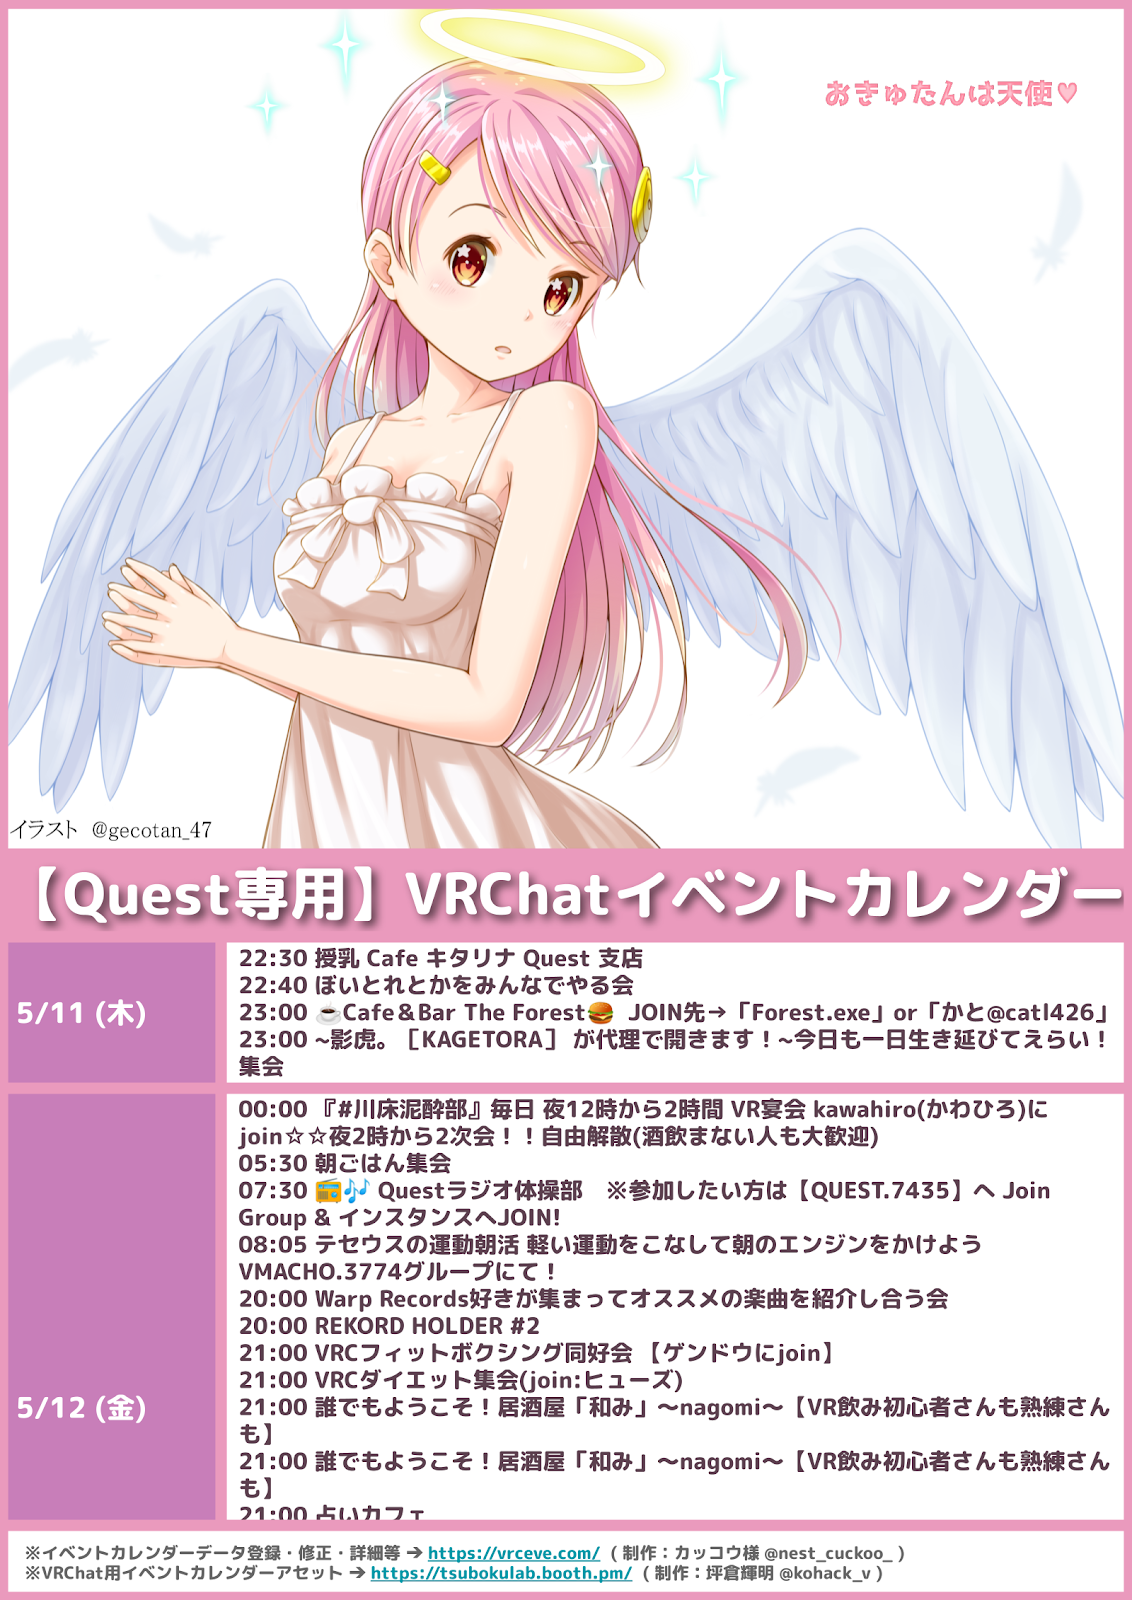 おきゅたんは天使♥
イラスト @gecotan_47
【Quest専用】VRChatイベントカレンダー
5/11 (木)
22:30 授乳 Cafe キタリナ Quest 支店
22:40 ぼいとれとかをみんなでやる会
23:00 ☕Cafe＆Bar The Forest🍔 JOIN先→「Forest.exe」or「かと@catl426」
23:00 ~影虎。［KAGETORA］ が代理で開きます！~今日も一日生き延びてえらい！
集会
5/12 (金)
00:00 『#川床泥酔部』毎日 夜12時から2時間 VR宴会 kawahiro(かわひろ)に
join☆☆夜2時から2次会！！自由解散(酒飲まない人も大歓迎)
05:30 朝ごはん集会
07:30 📻🎶 Questラジオ体操部　※参加したい方は【QUEST.7435】へ Join
Group & インスタンスへJOIN!
08:05 テセウスの運動朝活 軽い運動をこなして朝のエンジンをかけよう
VMACHO.3774グループにて！
20:00 Warp Records好きが集まってオススメの楽曲を紹介し合う会
20:00 REKORD HOLDER #2
21:00 VRCフィットボクシング同好会 【ゲンドウにjoin】
21:00 VRCダイエット集会(join:ヒューズ)
21:00 誰でもようこそ！居酒屋「和み」～nagomi～【VR飲み初心者さんも熟練さん
も】
21:00 誰でもようこそ！居酒屋「和み」～nagomi～【VR飲み初心者さんも熟練さん
も】
21:00 占いカフェ
※イベントカレンダーデータ登録・修正・詳細等 ➔ https://vrceve.com/ ( 制作：カッコウ様 @nest_cuckoo_ )
※VRChat用イベントカレンダーアセット ➔ https://tsubokulab.booth.pm/ ( 制作：坪倉輝明 @kohack_v )